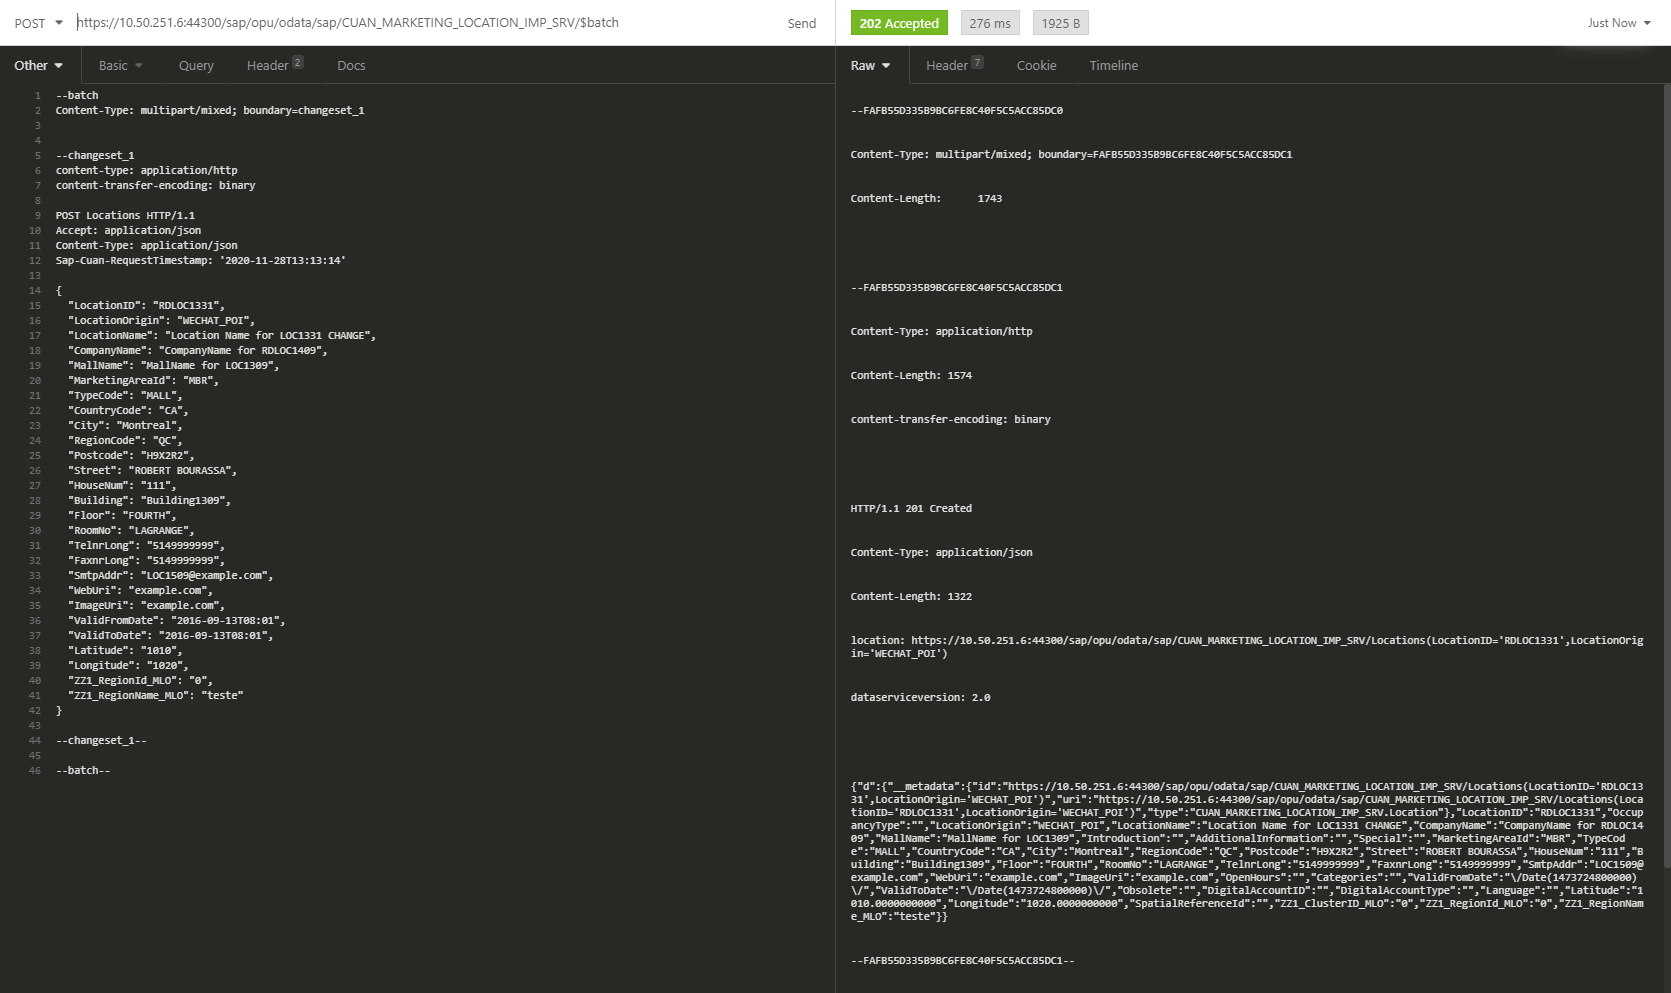 POST https://10.50.251.6:44300/sap/opu/odata/sap/CUAN_MARKETING_LOCATION_IMP_SRV/$batch Send
Other Basic Query Header 2 Docs
1 --batch
2 Content-Type: multipart/mixed; boundary=changeset_1
3
4
5 --changeset_1
6 content-type: application/http
7 content-transfer-encoding: binary
8
9 POST Locations HTTP/1.1
10 Accept: application/json
11 Content-Type: application/json
12 Sap-Cuan-RequestTimestamp: '2020-11-28T13:13:14'
13
14 {
15 "LocationID": "RDLOC1331",
16 "LocationOrigin": "WECHAT_POI",
17 "LocationName": "Location Name for LOC1331 CHANGE",
18 "CompanyName": "CompanyName for RDLOC1409",
19 "MallName": "MallName for LOC1309",
20 "MarketingAreaId": "MBR",
21 "TypeCode": "MALL",
22 "CountryCode": "CA",
23 "City": "Montreal",
24 "RegionCode": "QC",
25 "Postcode": "H9X2R2",
26 "Street": "ROBERT BOURASSA",
27 "HouseNum": "111",
28 "Building": "Building1309",
29 "Floor": "FOURTH",
30 "RoomNo": "LAGRANGE",
31 "TelnrLong": "5149999999",
32 "FaxnrLong": "5149999999",
33 "SmtpAddr": "LOC1509@example.com",
34 "WebUri": "example.com",
35 "ImageUri": "example.com",
36 "ValidFromDate": "2016-09-13T08:01",
37 "ValidToDate": "2016-09-13T08:01",
38 "Latitude": "1010",
39 "Longitude": "1020",
40 "ZZ1_RegionId_MLO": "0",
41 "ZZ1_RegionName_MLO": "teste"
42 }
43
44 --changeset_1--
45
46 --batch--
202 Accepted 276 ms 1925 B Just Now
Raw Header 7 Cookie Timeline
--FAFB55D335B9BC6FE8C40F5C5ACC85DC0
Content-Type: multipart/mixed; boundary=FAFB55D335B9BC6FE8C40F5C5ACC85DC1
Content-Length: 1743
--FAFB55D335B9BC6FE8C40F5C5ACC85DC1
Content-Type: application/http
Content-Length: 1574
content-transfer-encoding: binary
HTTP/1.1 201 Created
Content-Type: application/json
Content-Length: 1322
location: https://10.50.251.6:44300/sap/opu/odata/sap/CUAN_MARKETING_LOCATION_IMP_SRV/Locations(LocationID='RDLOC1331',LocationOrig
in='WECHAT_POI')
dataserviceversion: 2.0
{"d":{"__metadata":{"id":"https://10.50.251.6:44300/sap/opu/odata/sap/CUAN_MARKETING_LOCATION_IMP_SRV/Locations(LocationID='RDLOC13
31',LocationOrigin='WECHAT_POI')","uri":"https://10.50.251.6:44300/sap/opu/odata/sap/CUAN_MARKETING_LOCATION_IMP_SRV/Locations(Loca
tionID='RDLOC1331',LocationOrigin='WECHAT_POI')","type":"CUAN_MARKETING_LOCATION_IMP_SRV.Location"},"LocationID":"RDLOC1331","Occup
ancyType":"","LocationOrigin":"WECHAT_POI","LocationName":"Location Name for LOC1331 CHANGE","CompanyName":"CompanyName for RDLOC14
09","MallName":"MallName for LOC1309","Introduction":"","AdditionalInformation":"","Special":"","MarketingAreaId":"MBR","TypeCod
e":"MALL","CountryCode":"CA","City":"Montreal","RegionCode":"QC","Postcode":"H9X2R2","Street":"ROBERT BOURASSA","HouseNum":"111","B
uilding":"Building1309","Floor":"FOURTH","RoomNo":"LAGRANGE","TelnrLong":"5149999999","FaxnrLong":"5149999999","SmtpAddr":"LOC1509@
example.com","WebUri":"example.com","ImageUri":"example.com","OpenHours":"","Categories":"","ValidFromDate":"\/Date(1473724800000)
\/","ValidToDate":"\/Date(1473724800000)\/","Obsolete":"","DigitalAccountID":"","DigitalAccountType":"","Language":"","Latitude":"1
010.0000000000","Longitude":"1020.0000000000","SpatialReferenceId":"","ZZ1_ClusterID_MLO":"0","ZZ1_RegionId_MLO":"0","ZZ1_RegionNam
e_MLO":"teste"}}
--FAFB55D335B9BC6FE8C40F5C5ACC85DC1--